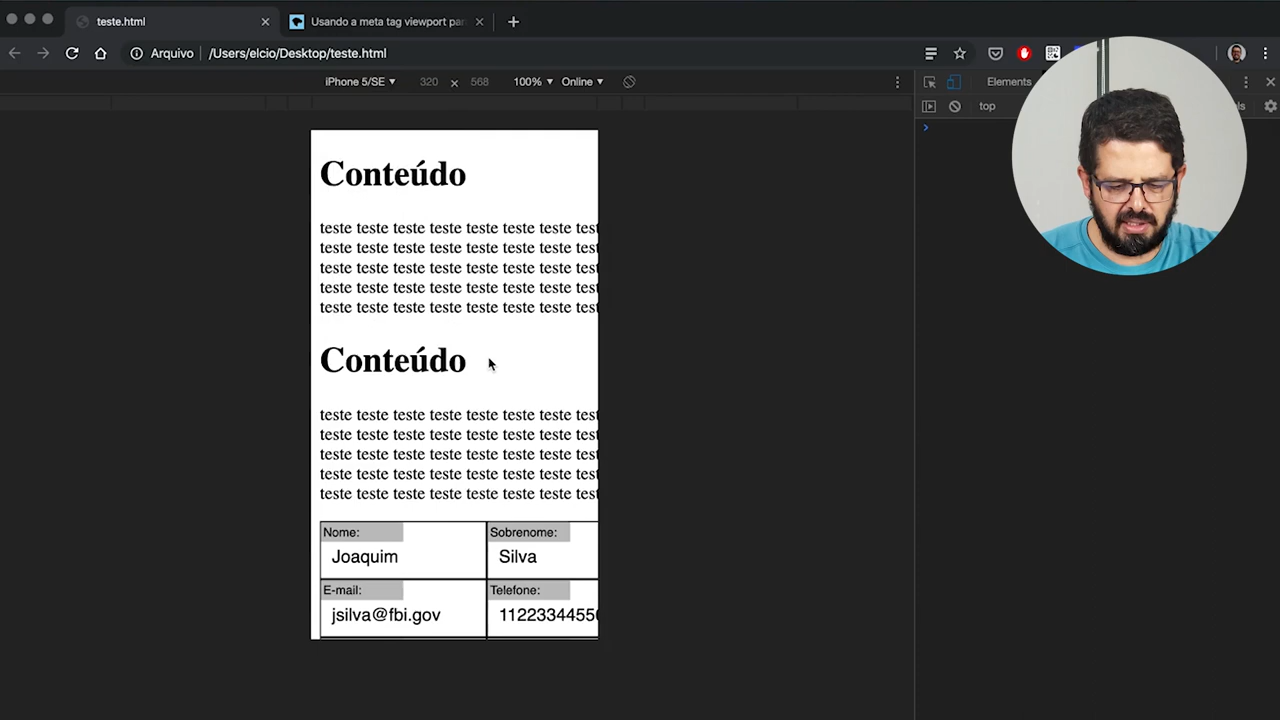 teste.html
Usando a meta tag viewport par
Arquivo
/Users/elcio/Desktop/teste.html
iPhone 5/SE
320
568
100%
Online
Elements
top
Conteúdo
teste teste teste teste teste teste teste test
teste teste teste teste teste teste teste test
teste teste teste teste teste teste teste test
teste teste teste teste teste teste teste test
teste teste teste teste teste teste teste test
Conteúdo
teste teste teste teste teste teste teste test
teste teste teste teste teste teste teste test
teste teste teste teste teste teste teste test
teste teste teste teste teste teste teste test
teste teste teste teste teste teste teste test
Nome: Sobrenome:
Joaquim Silva
E-mail: Telefone:
jsilva@fbi.gov 1122334455